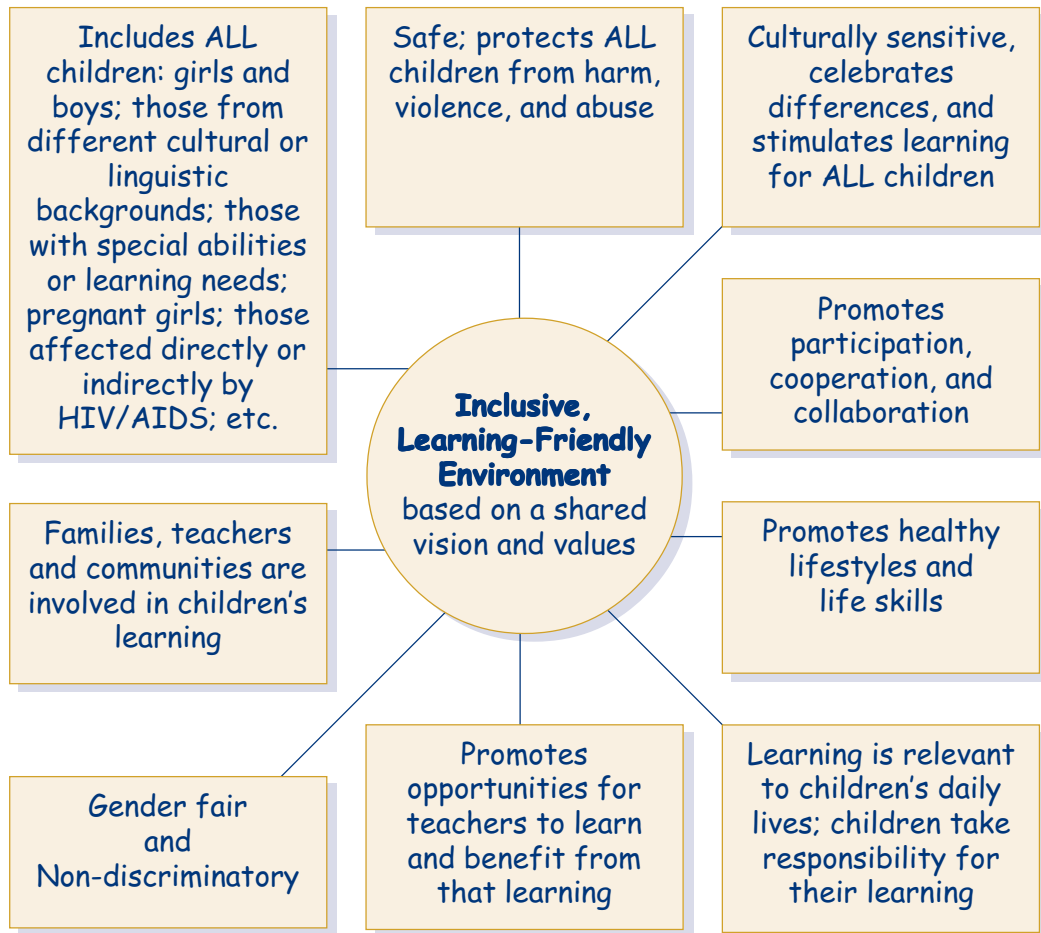 Includes ALL
children: girls and
boys; those from
different cultural or
linguistic
backgrounds; those
with special abilities
or learning needs;
pregnant girls; those
affected directly or
indirectly by
HIV/AIDS; etc.
Safe; protects ALL
children from harm,
violence, and abuse
Culturally sensitive,
celebrates
differences, and
stimulates learning
for ALL children
Promotes
participation,
cooperation, and
collaboration
Inclusive,
Learning-Friendly
Environment
based on a shared
vision and values
Families, teachers
and communities are
involved in children’s
learning
Promotes healthy
lifestyles and
life skills
Gender fair
and
Non-discriminatory
Promotes
opportunities for
teachers to learn
and benefit from
that learning
Learning is relevant
to children’s daily
lives; children take
responsibility for
their learning